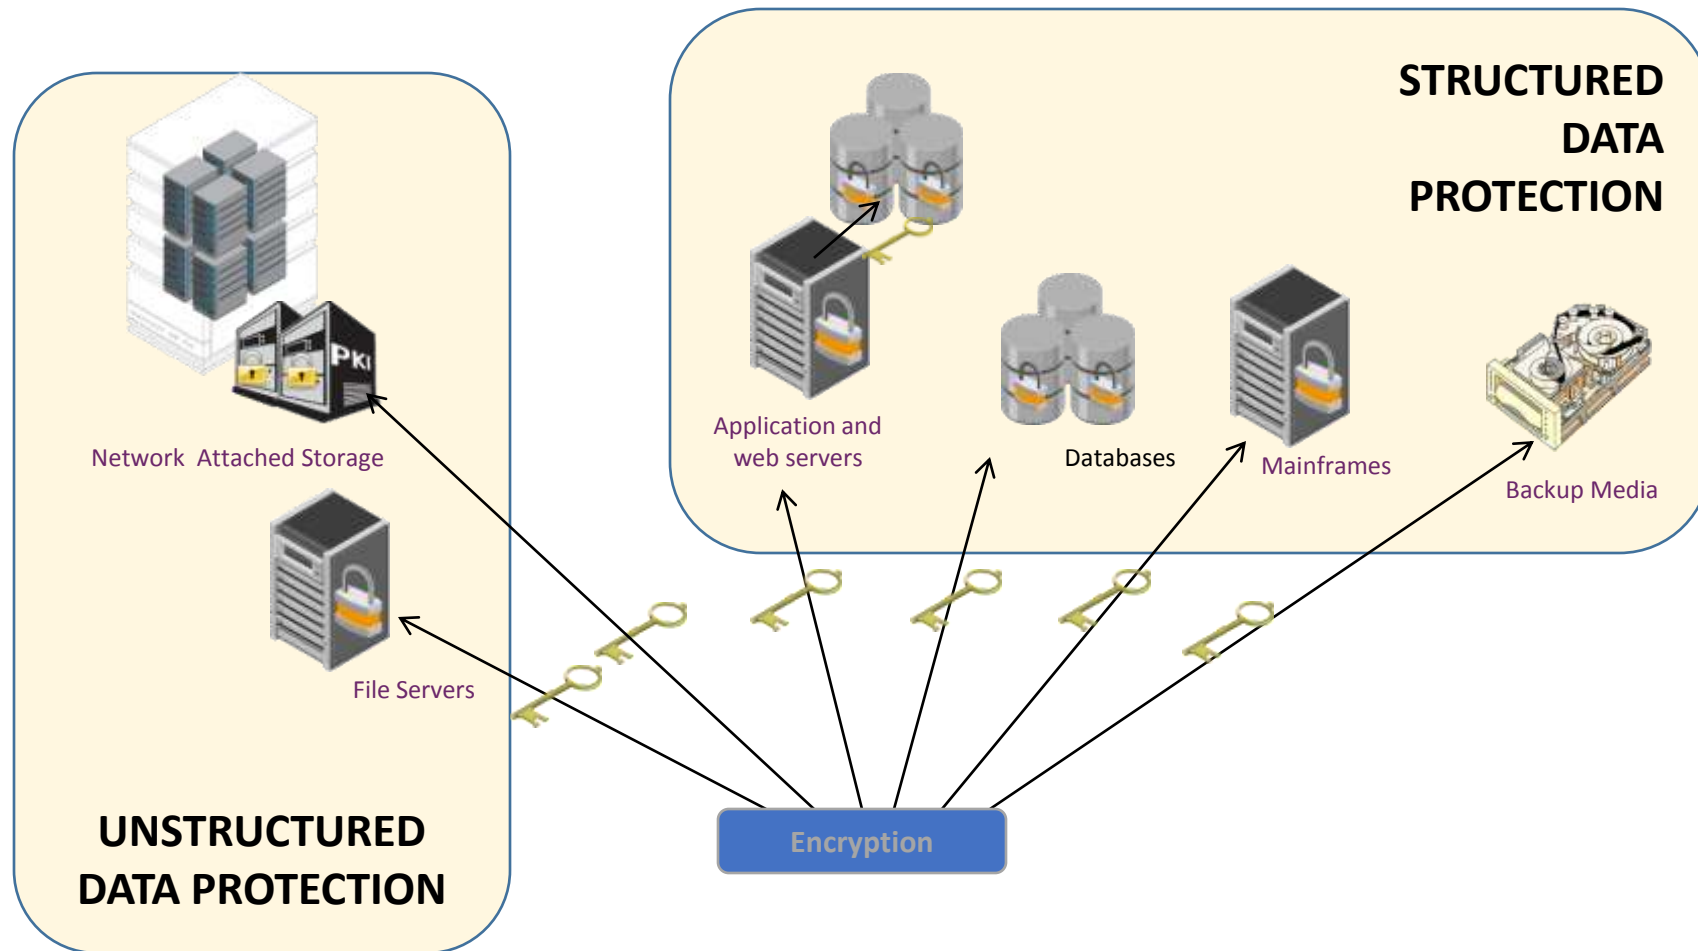 STRUCTURED
DATA
PROTECTION
PKI
Network Attached Storage
Application and
web servers
Databases
Mainframes
Backup Media
File Servers
UNSTRUCTURED
DATA PROTECTION
Encryption